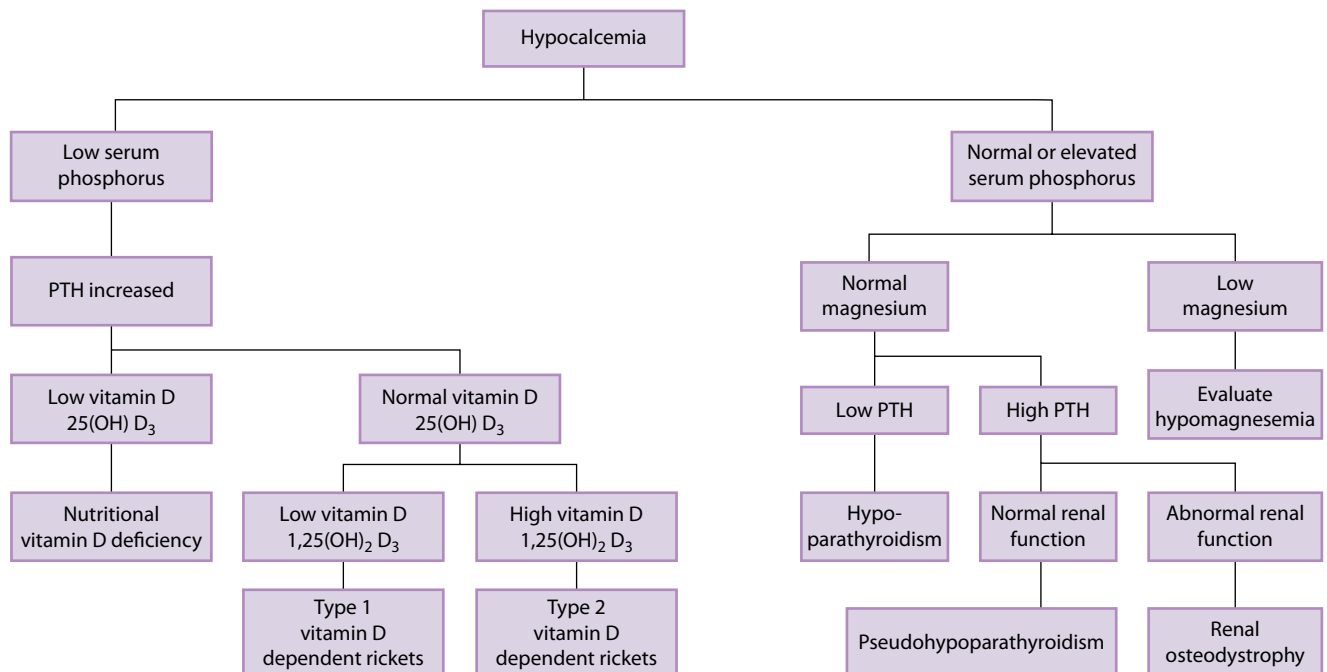 Hypocalcemia
Low serum
phosphorus
Normal or elevated
serum phosphorus
PTH increased
Normal
magnesium
Low
magnesium
Low vitamin D
25(OH) D₃
Normal vitamin D
25(OH) D₃
Low PTH
High PTH
Evaluate
hypomagnesemia
Nutritional
vitamin D deficiency
Low vitamin D
1,25(OH)₂ D₃
High vitamin D
1,25(OH)₂ D₃
Hypo-
parathyroidism
Normal renal
function
Abnormal renal
function
Type 1
vitamin D
dependent rickets
Type 2
vitamin D
dependent rickets
Pseudohypoparathyroidism
Renal
osteodystrophy